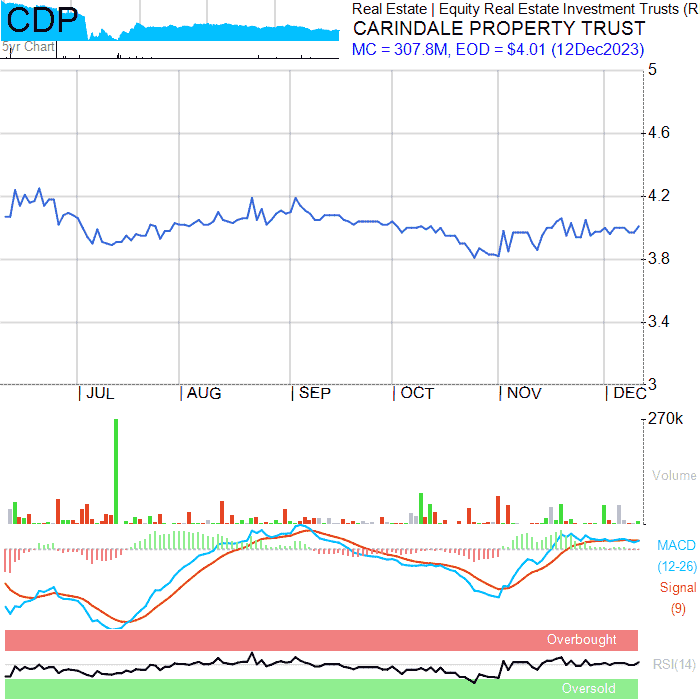 CDP
5yr Chart
Real Estate | Equity Real Estate Investment Trusts (R
CARINDALE PROPERTY TRUST
MC = 307.8M, EOD = $4.01 (12Dec2023)
5
4.6
4.2
3.8
3.4
3
| JUL | AUG | SEP | OCT | NOV | DEC
270k
Volume
MACD
(12-26)
Signal
(9)
Overbought
RSI(14)
Oversold